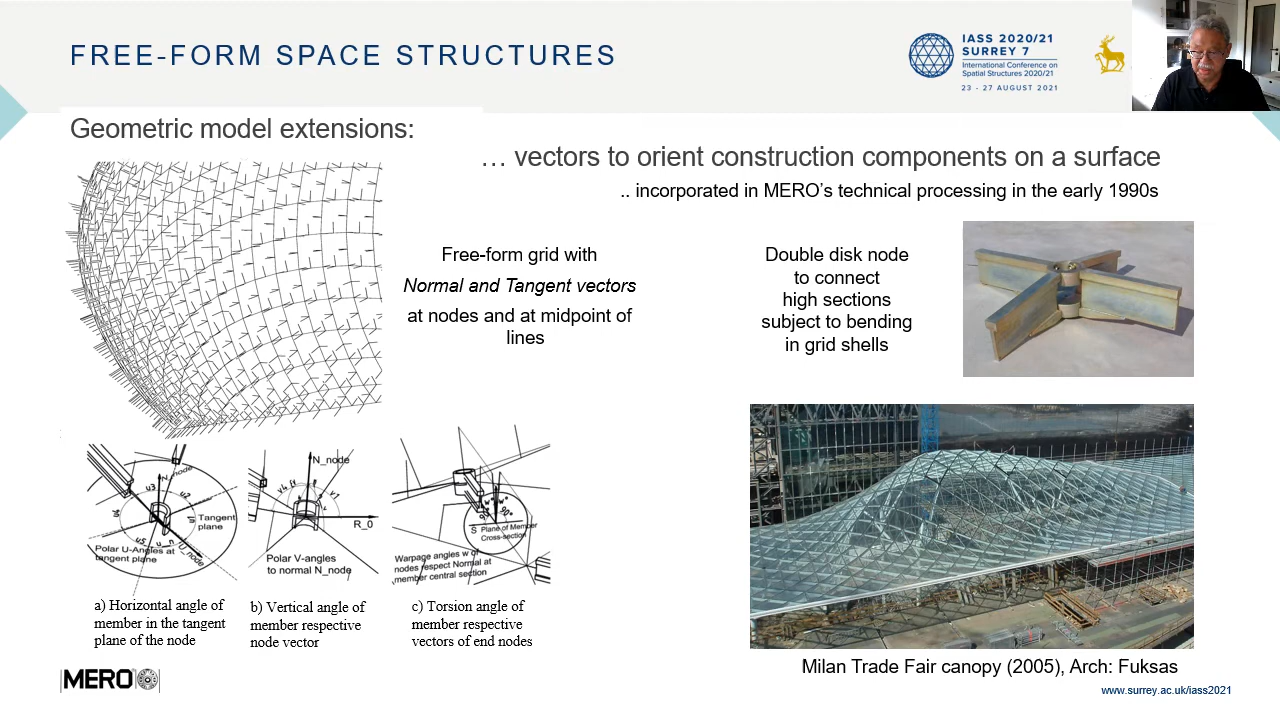 FREE-FORM SPACE STRUCTURES
IASS 2020/21
SURREY 7
International Conference on
Spatial Structures 2020/21
23 - 27 AUGUST 2021
Geometric model extensions:
… vectors to orient construction components on a surface
.. incorporated in MERO’s technical processing in the early 1990s
Free-form grid with
Normal and Tangent vectors
at nodes and at midpoint of
lines
Double disk node
to connect
high sections
subject to bending
in grid shells
N_node
u3
u2
Tangent
plane
Polar U-Angles at
tangent plane
U_node
N_node
v1
R_0
Polar V-angles
to normal N_node
90°
90°
S Plane of Member
Cross-section
Warpage angles w of
nodes respect Normal at
member central section
a) Horizontal angle of
member in the tangent
plane of the node
b) Vertical angle of
member respective
node vector
c) Torsion angle of
member respective
vectors of end nodes
Milan Trade Fair canopy (2005), Arch: Fuksas
MERO
www.surrey.ac.uk/iass2021